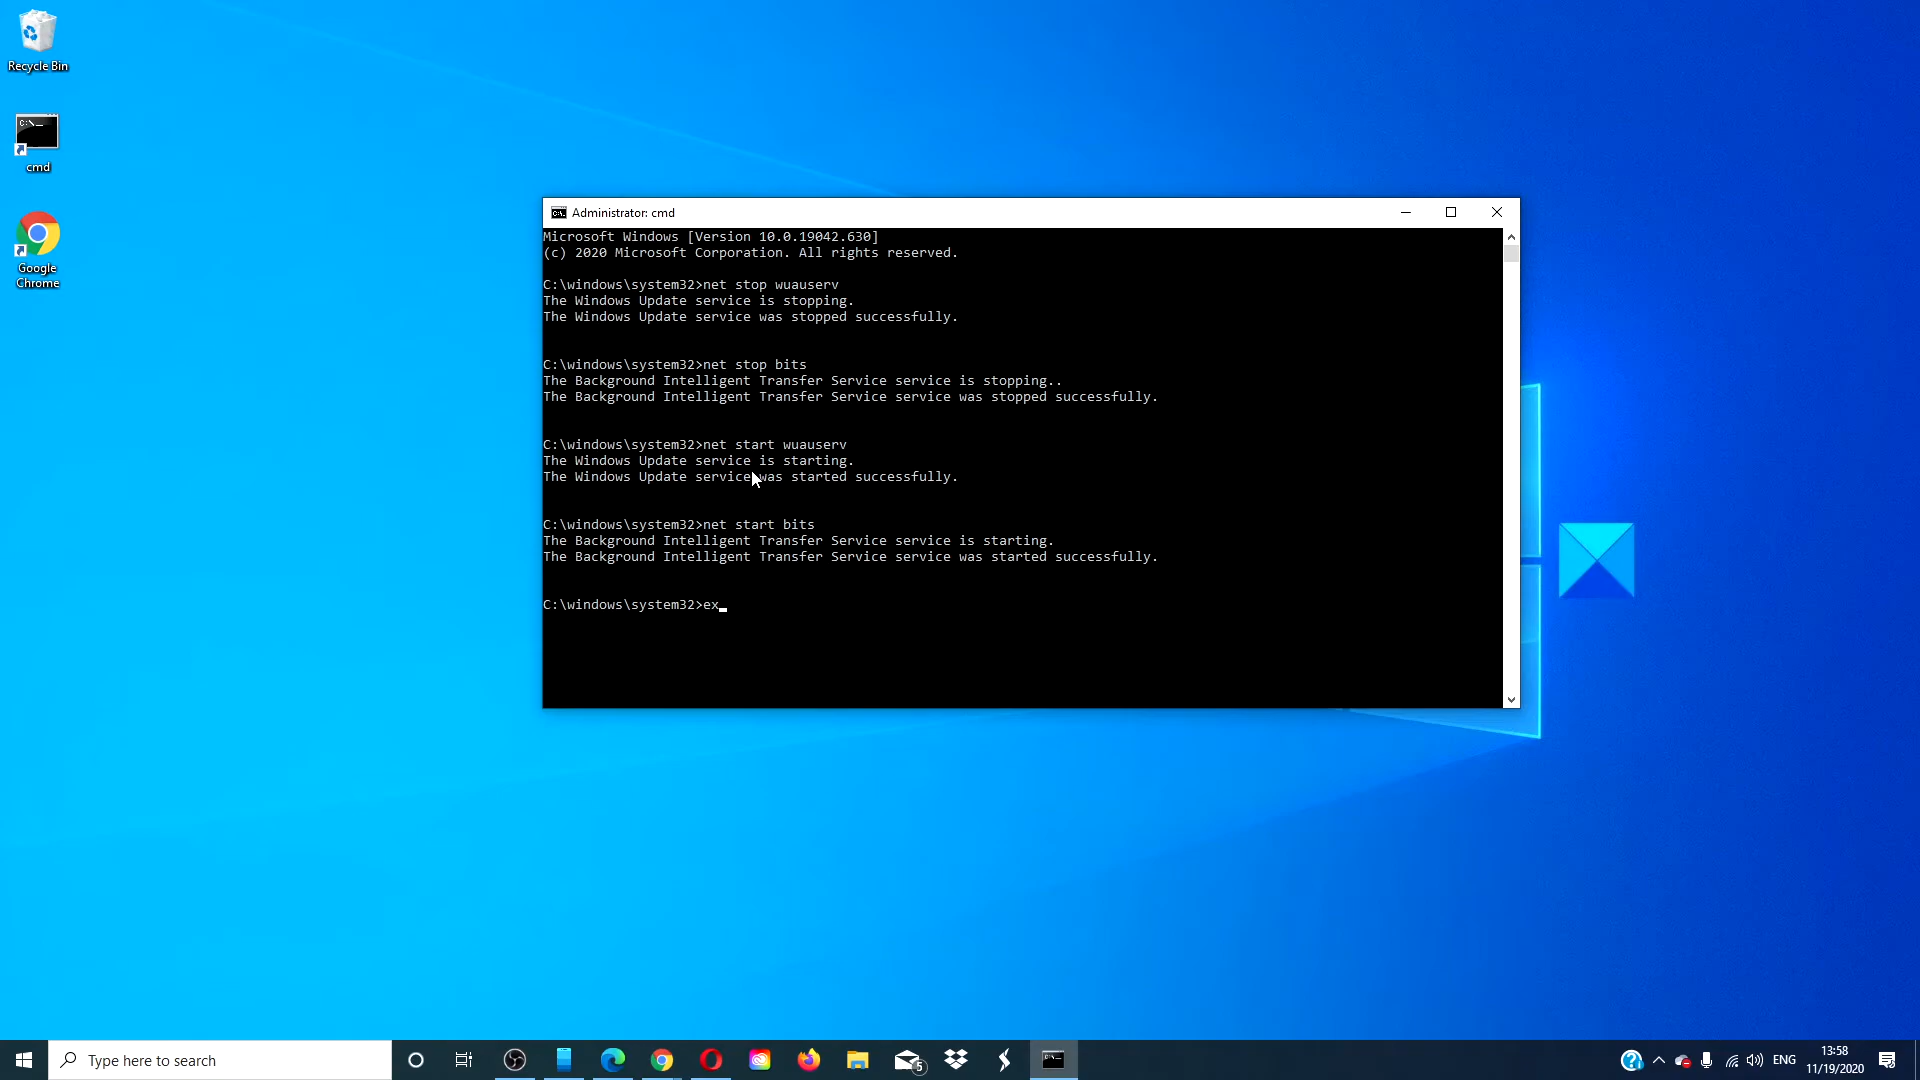 Recycle Bin
cmd
Google
Chrome
Administrator: cmd
Microsoft Windows [Version 10.0.19042.630]
(c) 2020 Microsoft Corporation. All rights reserved.
C:\windows\system32>net stop wuauserv
The Windows Update service is stopping.
The Windows Update service was stopped successfully.
C:\windows\system32>net stop bits
The Background Intelligent Transfer Service service is stopping..
The Background Intelligent Transfer Service service was stopped successfully.
C:\windows\system32>net start wuauserv
The Windows Update service is starting.
The Windows Update service was started successfully.
C:\windows\system32>net start bits
The Background Intelligent Transfer Service service is starting.
The Background Intelligent Transfer Service service was started successfully.
C:\windows\system32>ex
Type here to search
5
ENG
13:58
11/19/2020